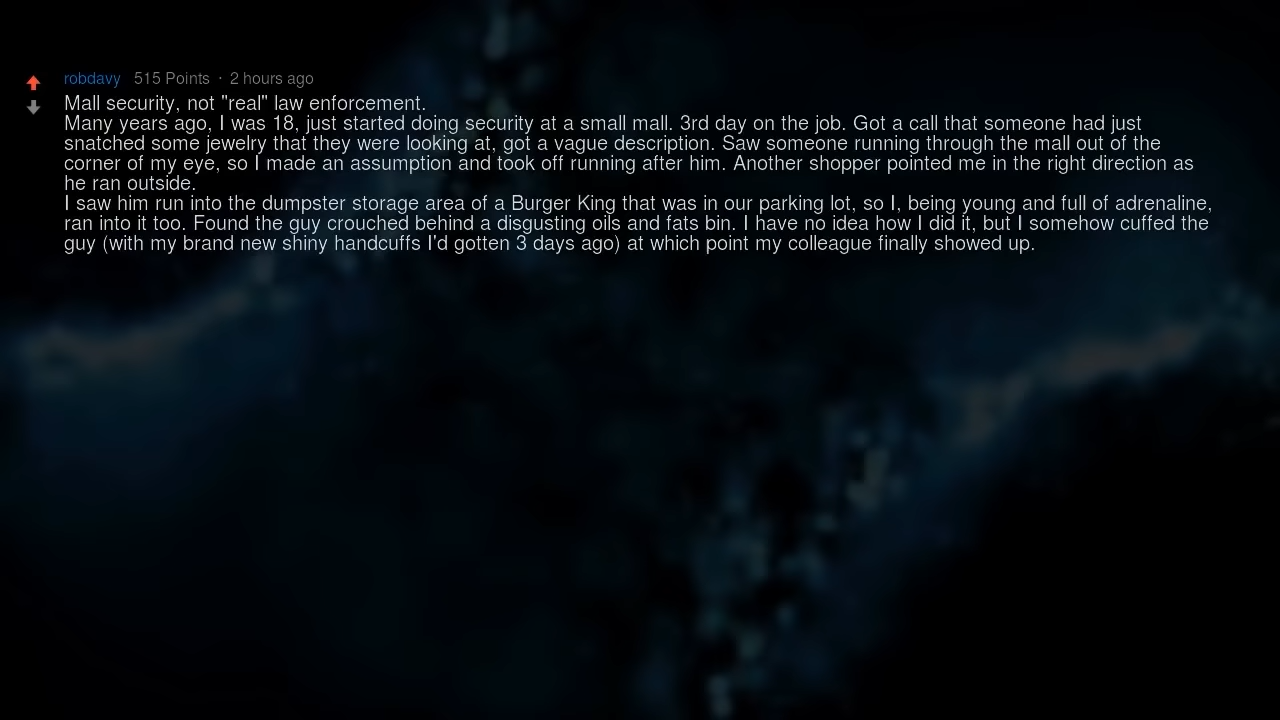 robdavy 515 Points · 2 hours ago
Mall security, not "real" law enforcement.
Many years ago, I was 18, just started doing security at a small mall. 3rd day on the job. Got a call that someone had just
snatched some jewelry that they were looking at, got a vague description. Saw someone running through the mall out of the
corner of my eye, so I made an assumption and took off running after him. Another shopper pointed me in the right direction as
he ran outside.
I saw him run into the dumpster storage area of a Burger King that was in our parking lot, so I, being young and full of adrenaline,
ran into it too. Found the guy crouched behind a disgusting oils and fats bin. I have no idea how I did it, but I somehow cuffed the
guy (with my brand new shiny handcuffs I'd gotten 3 days ago) at which point my colleague finally showed up.